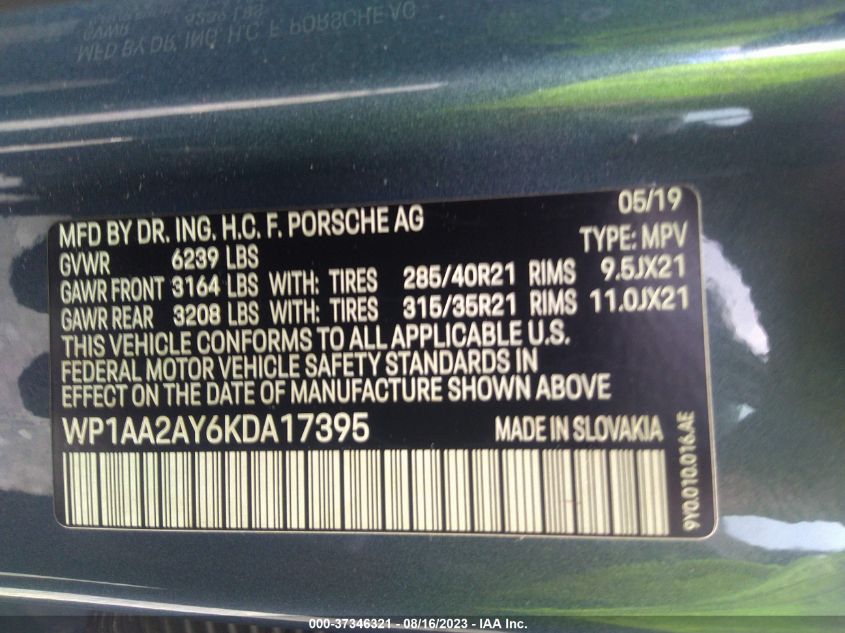 05/19
MFD BY DR. ING. H.C. F. PORSCHE AG
TYPE: MPV
GVWR 6239 LBS
GAWR FRONT 3164 LBS WITH: TIRES 285/40R21 RIMS 9.5JX21
GAWR REAR 3208 LBS WITH: TIRES 315/35R21 RIMS 11.0JX21
THIS VEHICLE CONFORMS TO ALL APPLICABLE U.S.
FEDERAL MOTOR VEHICLE SAFETY STANDARDS IN
EFFECT ON THE DATE OF MANUFACTURE SHOWN ABOVE
WP1AA2AY6KDA17395 MADE IN SLOVAKIA
9Y0.010.016.AE
000-37346321 - 08/16/2023 - IAA Inc.